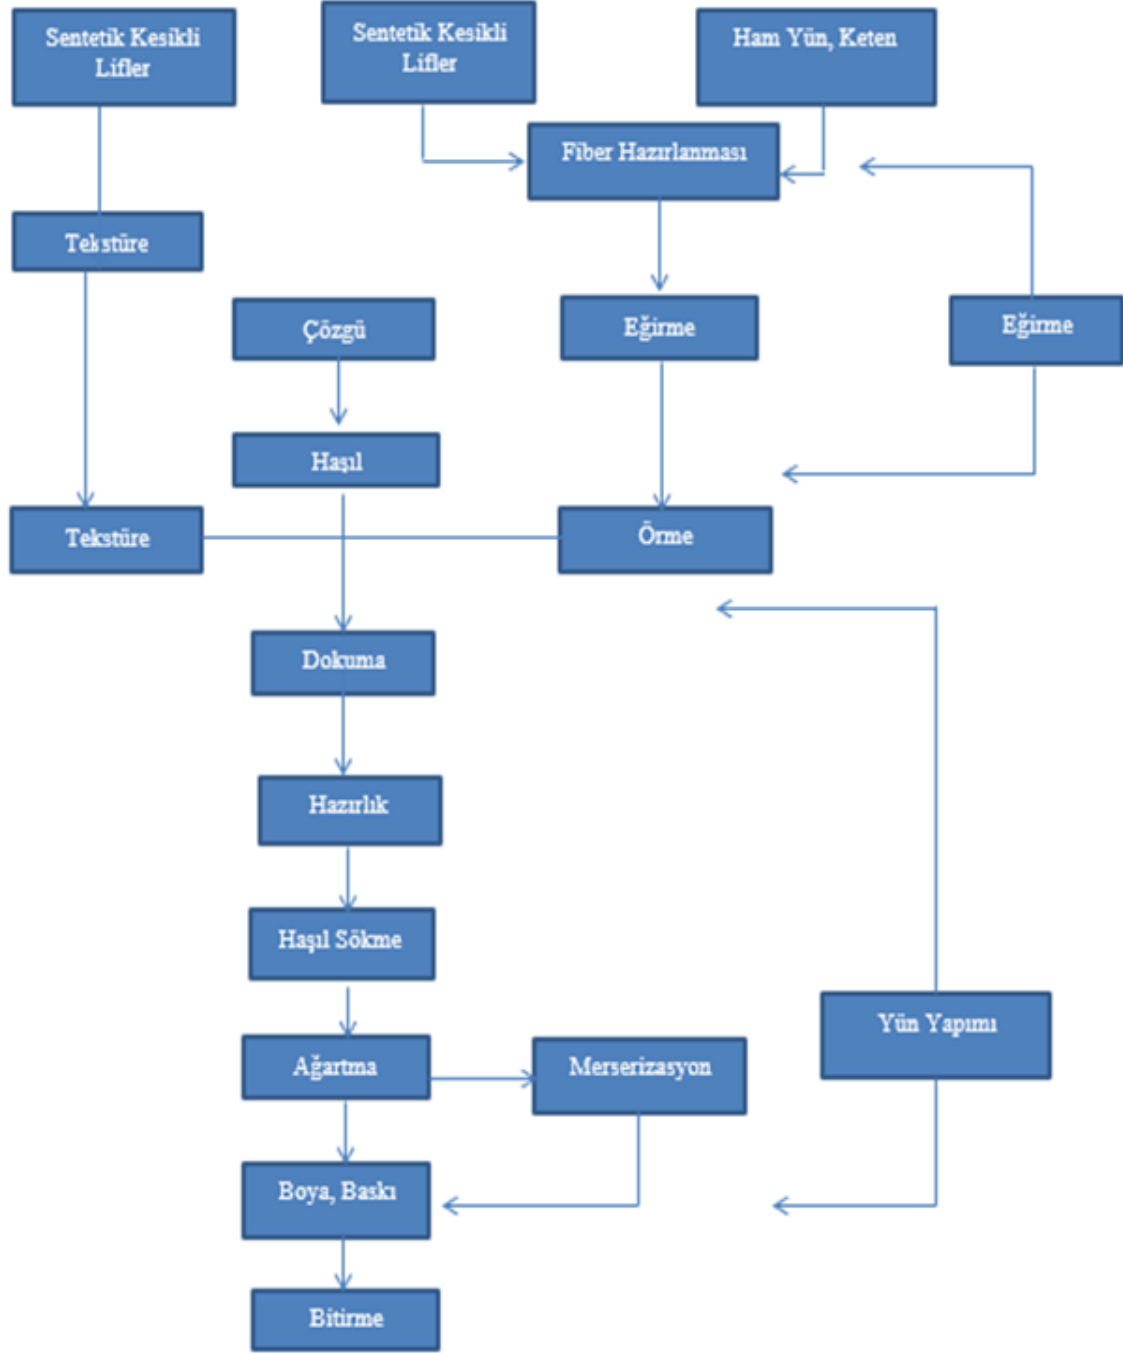 Sentetik Kesikli
Lifler
Sentetik Kesikli
Lifler
Ham Yün, Keten
Fiber Hazırlanması
Tekstüre
Çözgü
Eğirme
Eğirme
Haşıl
Tekstüre
Örme
Dokuma
Hazırlık
Haşıl Sökme
Yün Yapımı
Ağartma
Merserizasyon
Boya, Baskı
Bitirme